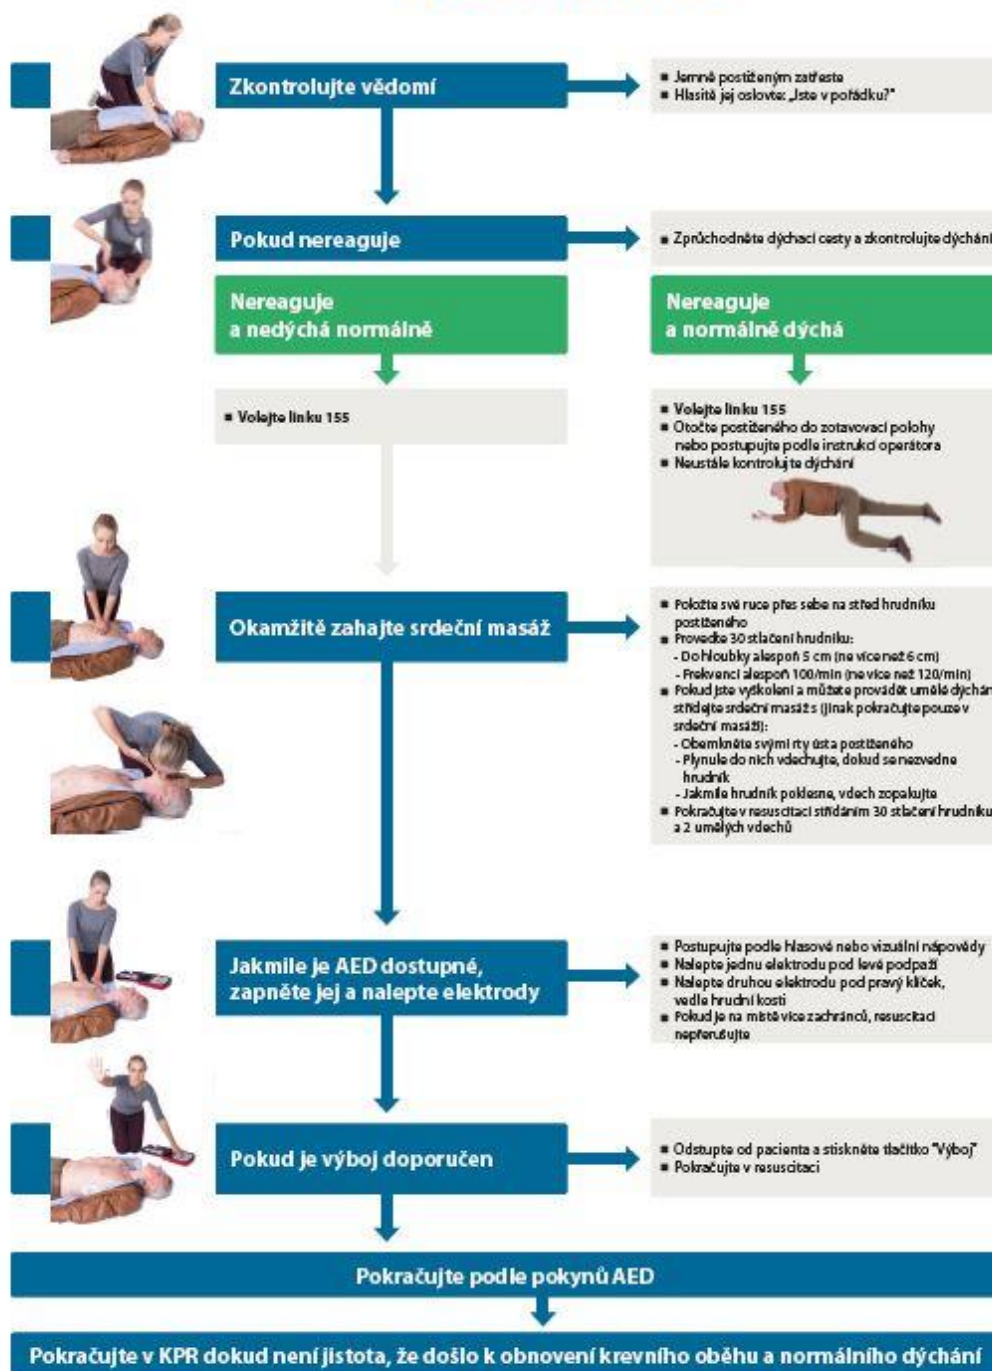 Zkontrolujte vědomí
■ Jemně postiženým zatřeste
■ Hlasitě jej oslovte: „Jste v pořádku?"
Pokud nereaguje
■ Zprůchodněte dýchací cesty a zkontrolujte dýchání
Nereaguje
a nedýchá normálně
Nereaguje
a normálně dýchá
■ Volejte linku 155
■ Volejte linku 155
■ Otočte postiženého do zotavovací polohy
nebo postupujte podle instrukcí operátora
■ Neustále kontrolujte dýchání
Okamžitě zahajte srdeční masáž
■ Položte své ruce přes sebe na střed hrudníku
postiženého
■ Proveďte 30 stlačení hrudníku:
- Do hloubky alespoň 5 cm (ne více než 6 cm)
- Frekvencí alespoň 100/min (ne více než 120/min)
■ Pokud jste vyškoleni a můžete provádět umělé dýchán
střídejte srdeční masáž s (jinak pokračujte pouze v
srdeční masáži):
- Obemkněte svými rty ústa postiženého
- Plynule do nich vdechujte, dokud se nezvedne
hrudník
- Jakmile hrudník poklesne, vdech zopakujte
■ Pokračujte v resuscitaci střídáním 30 stlačení hrudníku
a 2 umělých vdechů
Jakmile je AED dostupné,
zapněte jej a nalepte elektrody
■ Postupujte podle hlasové nebo vizuální nápovědy
■ Nalepte jednu elektrodu pod levé podpaží
■ Nalepte druhou elektrodu pod pravý klíček,
vedle hrudní kosti
■ Pokud je na místě více zachránců, resuscitaci
nepřerušujte
Pokud je výboj doporučen
■ Odstupte od pacienta a stiskněte tlačítko "Výboj"
■ Pokračujte v resuscitaci
Pokračujte podle pokynů AED
Pokračujte v KPR dokud není jistota, že došlo k obnovení krevního oběhu a normálního dýchání